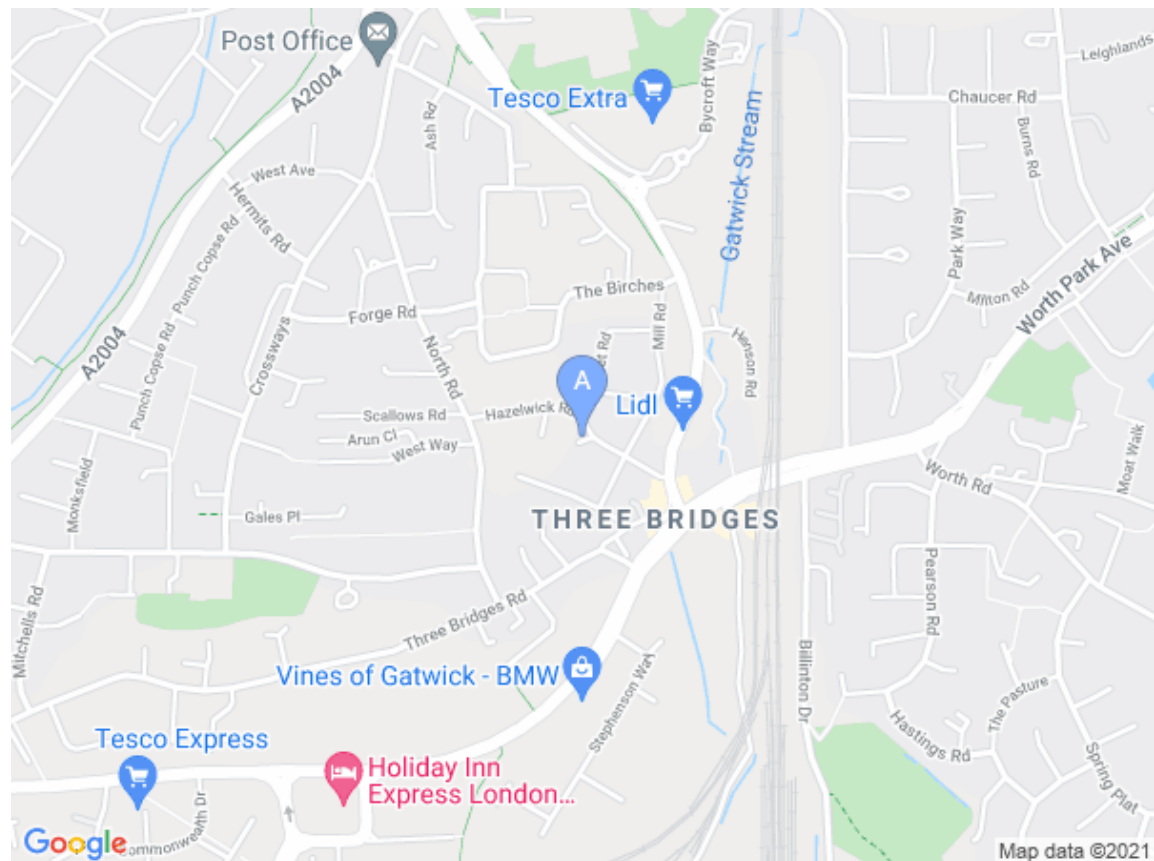 Post Office
A2004
Ash Rd
Tesco Extra
Bycroft Way
Leighlands
Chaucer Rd
Burns Rd
West Ave
Hermits Rd
Punch Copse Rd
Gatwick Stream
Park Way
Worth Park Ave
Milton Rd
The Birches
Forge Rd
Mill Rd
Henson Rd
A2004
Punch Copse Rd
Crossways
North Rd
et Rd
A
Lidl
Scallows Rd
Hazelwick Rd
Arun Cl
West Way
Moat Walk
Worth Rd
Monksfield
Gales Pl
THREE BRIDGES
Pearson Rd
Mitchells Rd
Three Bridges Rd
Billinton Dr
Vines of Gatwick - BMW
Stephenson Way
The Pasture
Hastings Rd
Spring Plat
Tesco Express
Holiday Inn
Express London...
Commonwealth Dr
Google
Map data ©2021